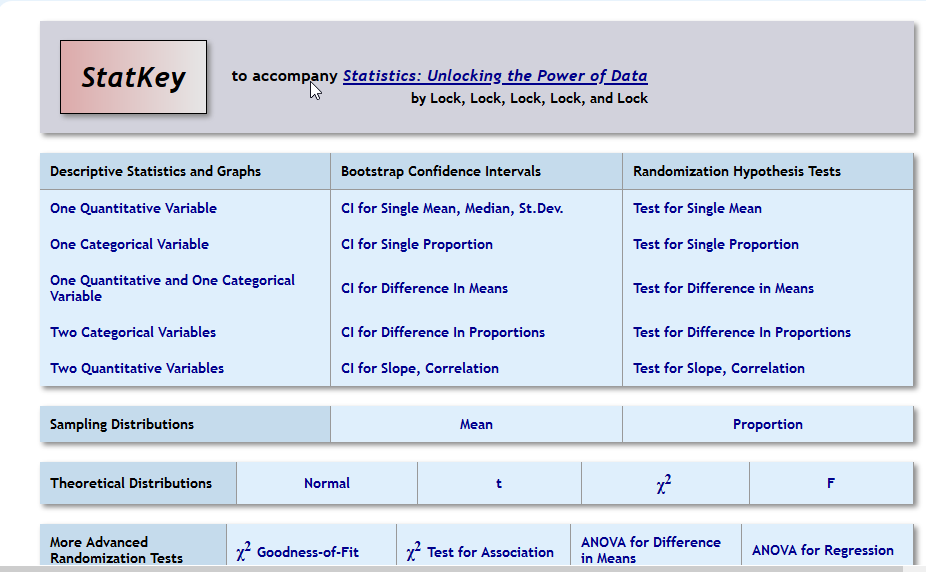 StatKey
to accompany Statistics: Unlocking the Power of Data
by Lock, Lock, Lock, Lock, and Lock
Descriptive Statistics and Graphs
Bootstrap Confidence Intervals
Randomization Hypothesis Tests
One Quantitative Variable
CI for Single Mean, Median, St.Dev.
Test for Single Mean
One Categorical Variable
CI for Single Proportion
Test for Single Proportion
One Quantitative and One Categorical
Variable
CI for Difference In Means
Test for Difference in Means
Two Categorical Variables
CI for Difference In Proportions
Test for Difference In Proportions
Two Quantitative Variables
CI for Slope, Correlation
Test for Slope, Correlation
Sampling Distributions
Mean
Proportion
Theoretical Distributions
Normal
t
χ²
F
More Advanced
Randomization Tests
χ² Goodness-of-Fit
χ² Test for Association
ANOVA for Difference
in Means
ANOVA for Regression